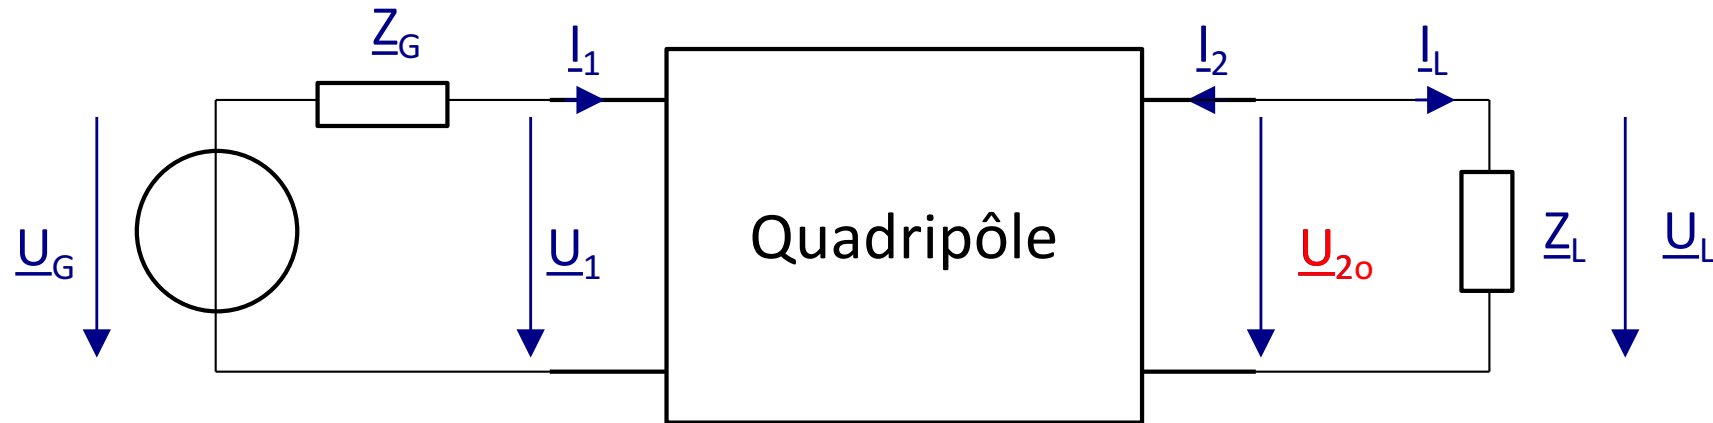 Z_G
I_1
I_2
I_L
U_G
U_1
Quadripôle
U_2o
Z_L
U_L